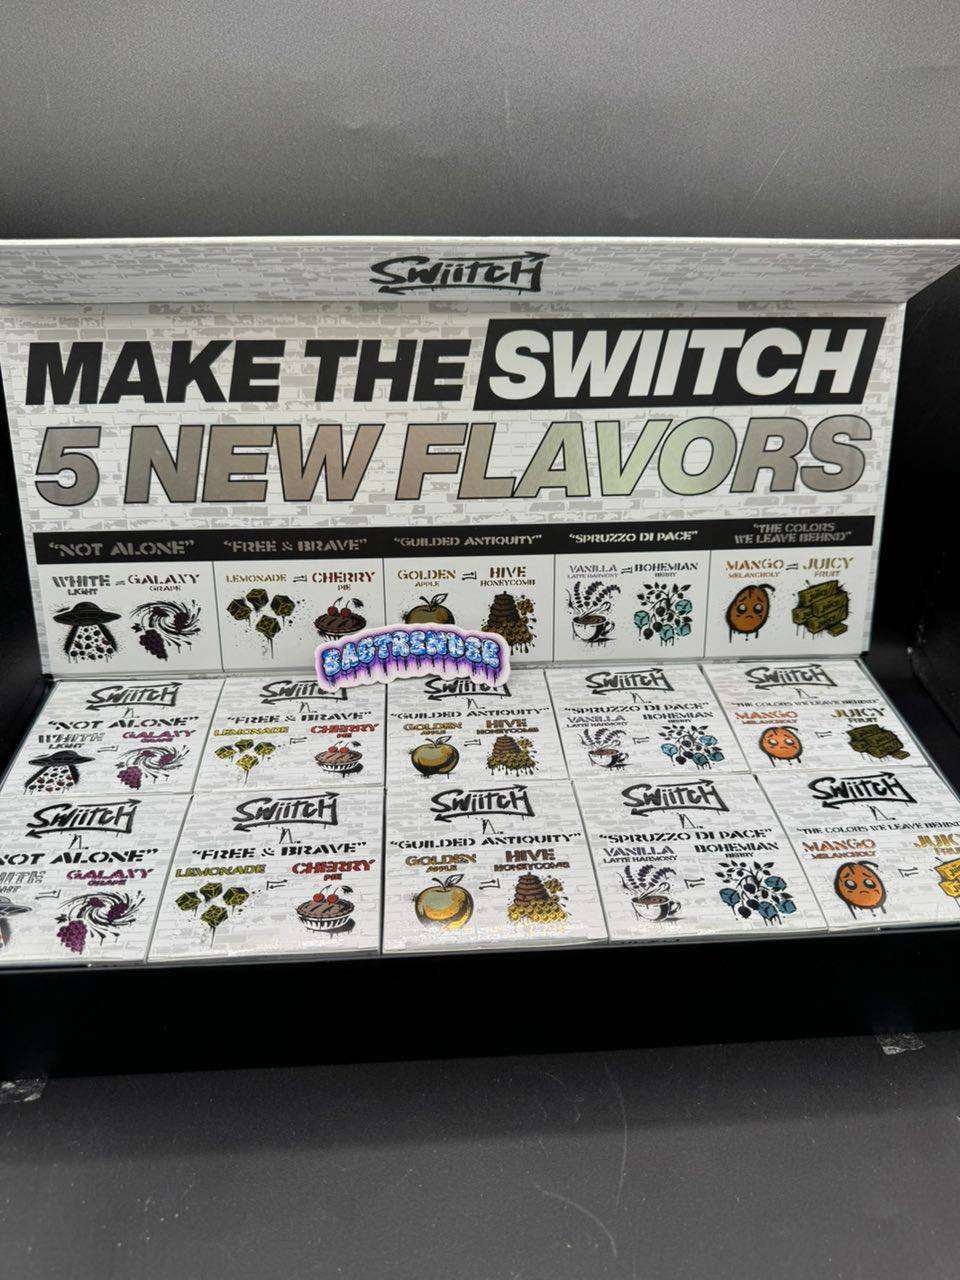 Swiitch
MAKE THE SWIITCH
5 NEW FLAVORS
"NOT ALONE"
WHITE LIGHT
GALAXY GRAPE
"FREE & BRAVE"
LEMONADE
CHERRY PIE
"GUILDED ANTIQUITY"
GOLDEN APPLE
HIVE HONEYCOMB
"SPRUZZO DI PACE"
VANILLA LATTE HARMONY
BOHEMIAN BERRY
"THE COLORS
WE LEAVE BEHIND"
MANGO MELANCHOLY
JUICY FRUIT
Swiitch
"NOT ALONE"
WHITE LIGHT
GALAXY GRAPE
Swiitch
"FREE & BRAVE"
LEMONADE
CHERRY PIE
Swiitch
"GUILDED ANTIQUITY"
GOLDEN APPLE
HIVE HONEYCOMB
Swiitch
"SPRUZZO DI PACE"
VANILLA LATTE HARMONY
BOHEMIAN BERRY
"THE COLORS WE LEAVE BEHIND"
MANGO MELANCHOLY
JUICY FRUIT
Swiitch
NOT ALONE"
GALAXY GRAPE
Swiitch
"FREE & BRAVE"
LEMONADE
CHERRY PIE
Swiitch
"GUILDED ANTIQUITY"
GOLDEN APPLE
HIVE HONEYCOMB
Swiitch
"SPRUZZO DI PACE"
VANILLA LATTE HARMONY
BOHEMIAN BERRY
Swiitch
"THE COLORS WE LEAVE BEHIND
MANGO